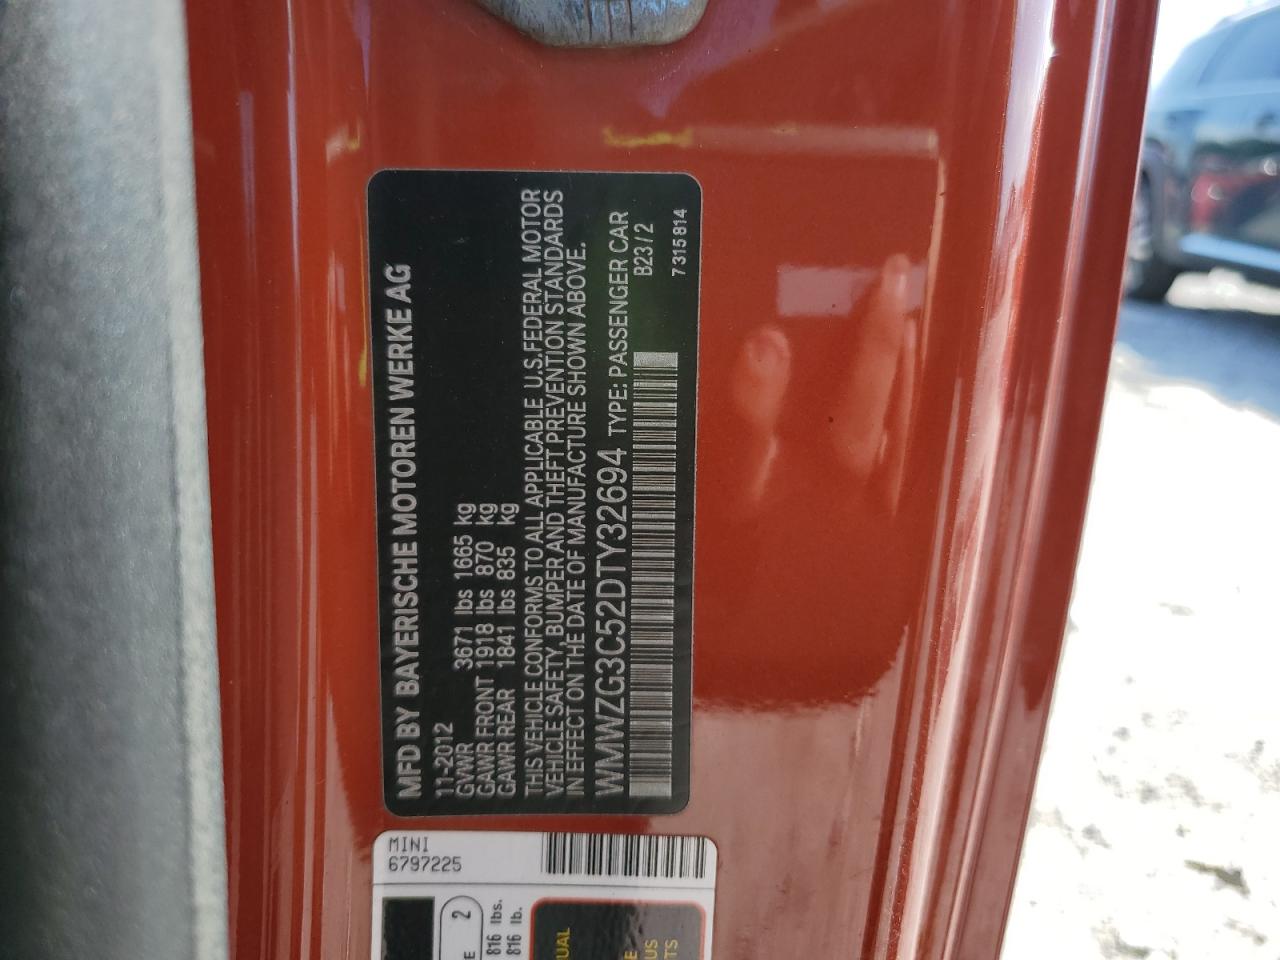 MFD BY BAYERISCHE MOTOREN WERKE AG
11-2012
GVWR 3671 lbs 1665 kg
GAWR FRONT 1918 lbs 870 kg
GAWR REAR 1841 lbs 835 kg
THIS VEHICLE CONFORMS TO ALL APPLICABLE U.S.FEDERAL MOTOR
VEHICLE SAFETY, BUMPER AND THEFT PREVENTION STANDARDS
IN EFFECT ON THE DATE OF MANUFACTURE SHOWN ABOVE.
WMWZG3C52DTY32694 TYPE: PASSENGER CAR
B23/2
7315814
MINI
6797225
2
816 lbs.
816 lb.